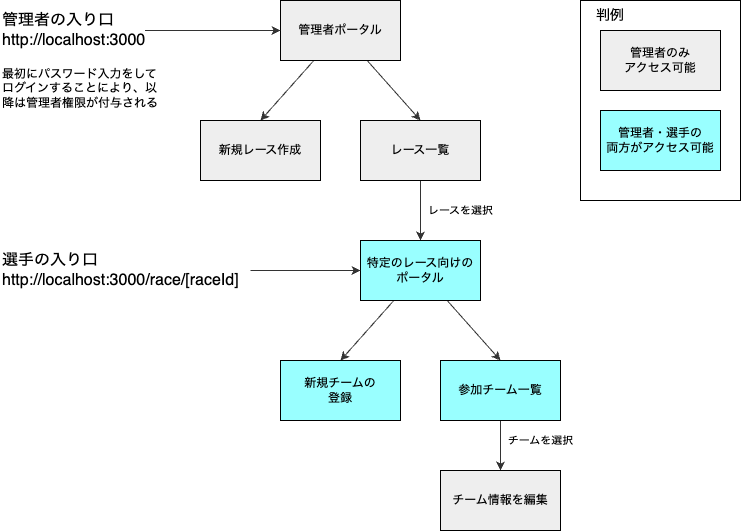 管理者の入り口
http://localhost:3000
最初にパスワード入力をして
ログインすることにより、以
降は管理者権限が付与される
管理者ポータル
判例
管理者のみ
アクセス可能
管理者・選手の
両方がアクセス可能
新規レース作成
レース一覧
レースを選択
選手の入り口
http://localhost:3000/race/[raceId]
特定のレース向けの
ポータル
新規チームの
登録
参加チーム一覧
チームを選択
チーム情報を編集